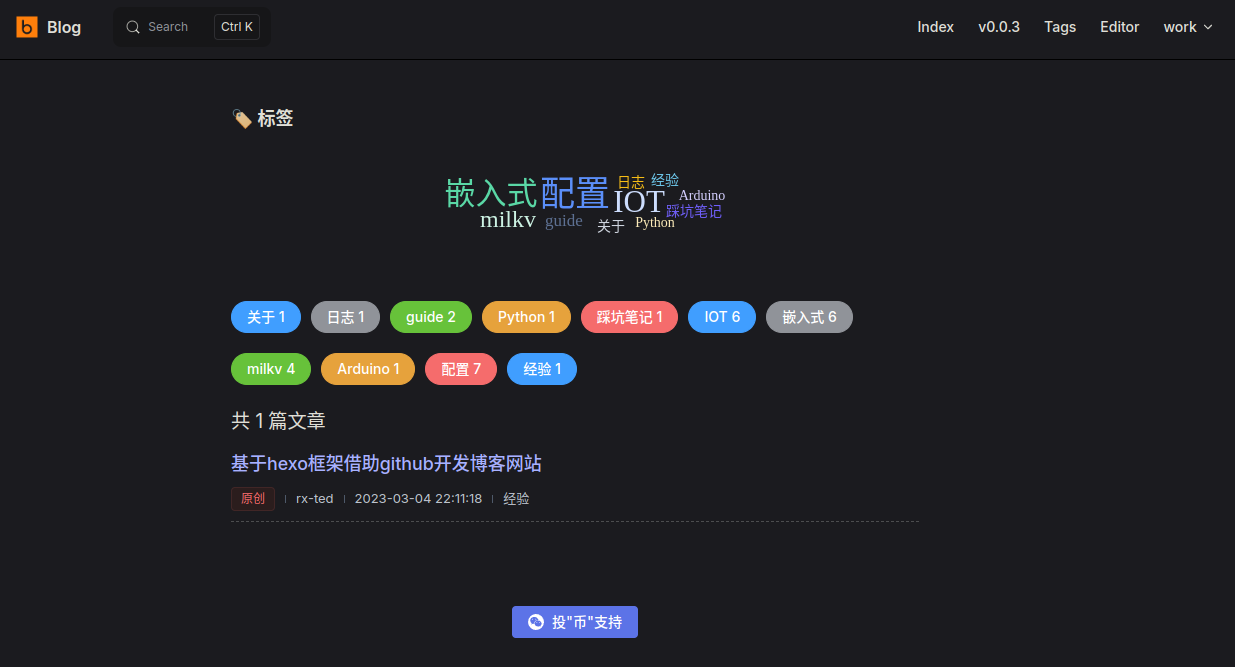 Blog Search Ctrl K Index v0.0.3 Tags Editor work
标签
嵌入式 配置 日志 经验
IOT Arduino
milkv guide 关于 Python 踩坑笔记
关于 1 日志 1 guide 2 Python 1 踩坑笔记 1 IOT 6 嵌入式 6
milkv 4 Arduino 1 配置 7 经验 1
共 1 篇文章
基于hexo框架借助github开发博客网站
原创 rx-ted 2023-03-04 22:11:18 经验
投"币"支持